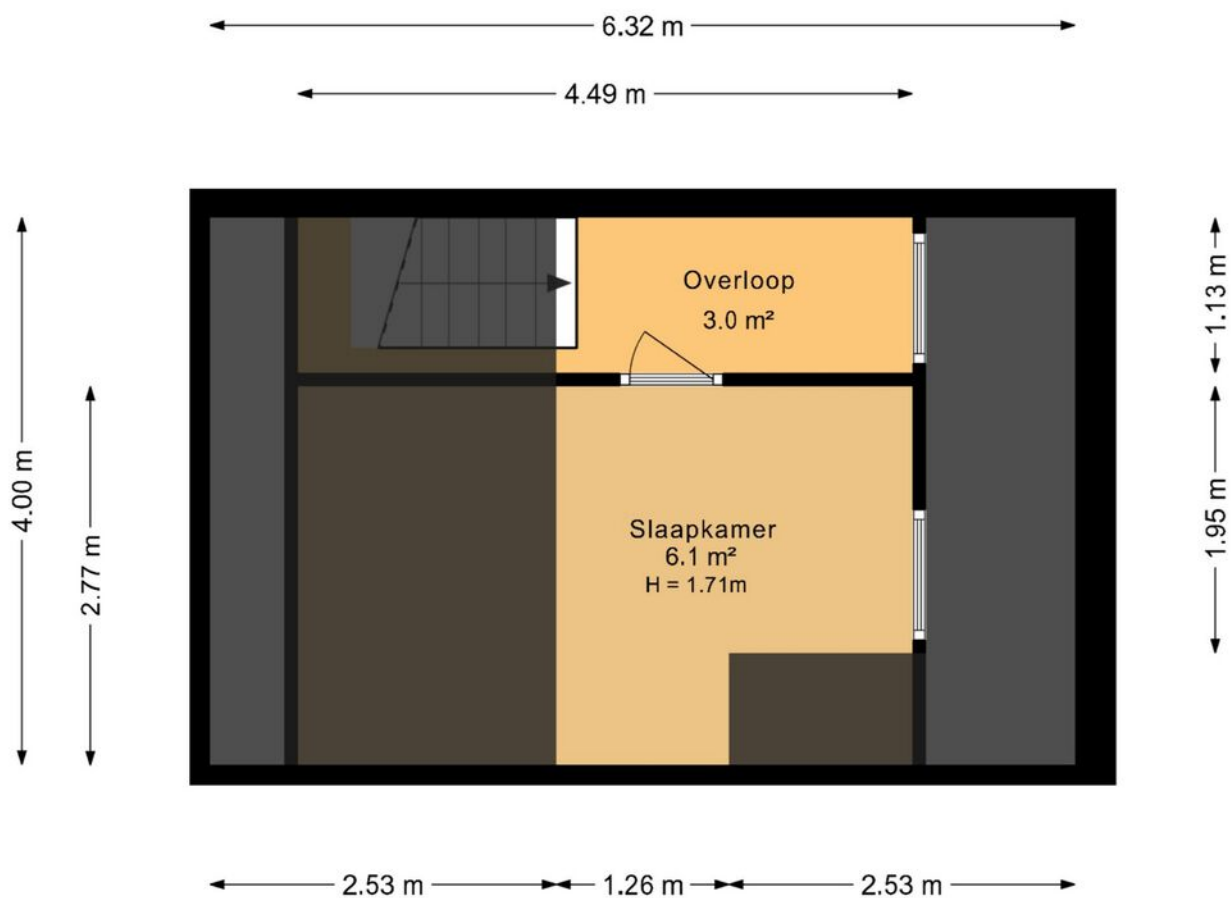 6.32 m
4.49 m
Overloop
3.0 m²
1.13 m
4.00 m
2.77 m
Slaapkamer
6.1 m²
H = 1.71m
1.95 m
2.53 m
1.26 m
2.53 m